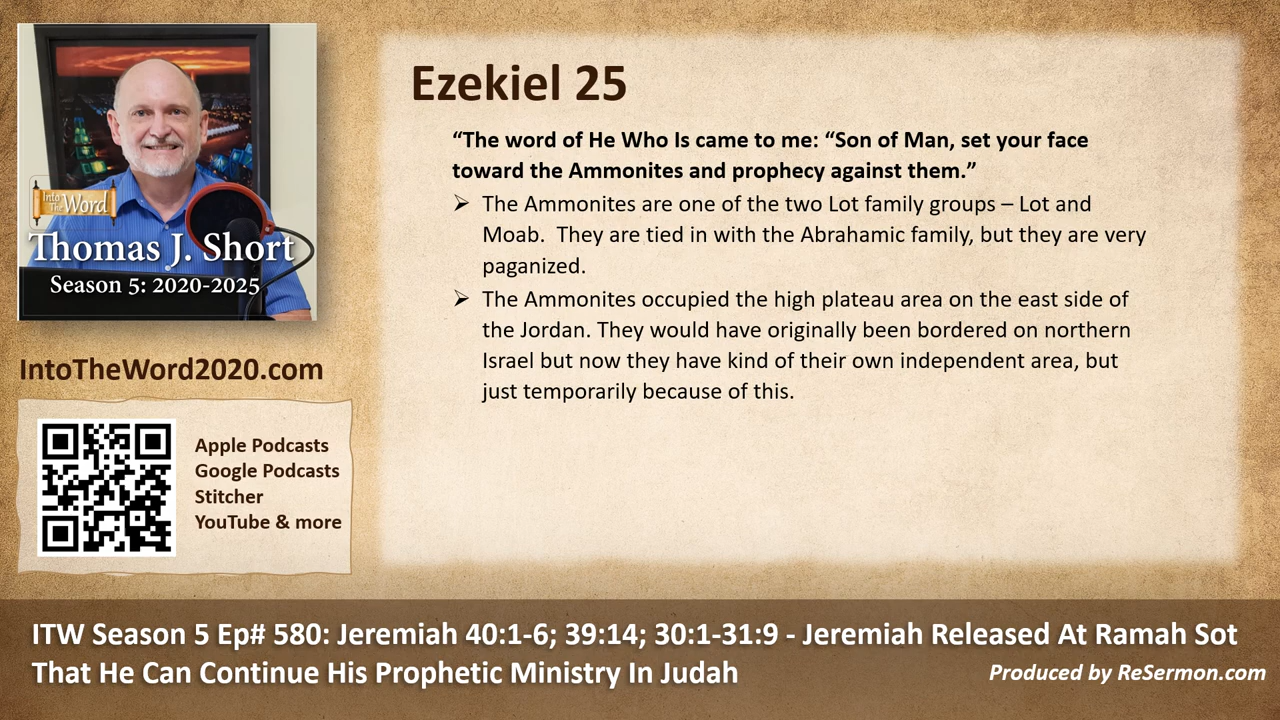 Into
The Word
Thomas J. Short
Season 5: 2020-2025
IntoTheWord2020.com
Apple Podcasts
Google Podcasts
Stitcher
YouTube & more
Ezekiel 25
“The word of He Who Is came to me: “Son of Man, set your face
toward the Ammonites and prophecy against them.”
➢ The Ammonites are one of the two Lot family groups – Lot and
Moab.  They are tied in with the Abrahamic family, but they are very
paganized.
➢ The Ammonites occupied the high plateau area on the east side of
the Jordan. They would have originally been bordered on northern
Israel but now they have kind of their own independent area, but
just temporarily because of this.
ITW Season 5 Ep# 580: Jeremiah 40:1-6; 39:14; 30:1-31:9 - Jeremiah Released At Ramah Sot
That He Can Continue His Prophetic Ministry In Judah
Produced by ReSermon.com